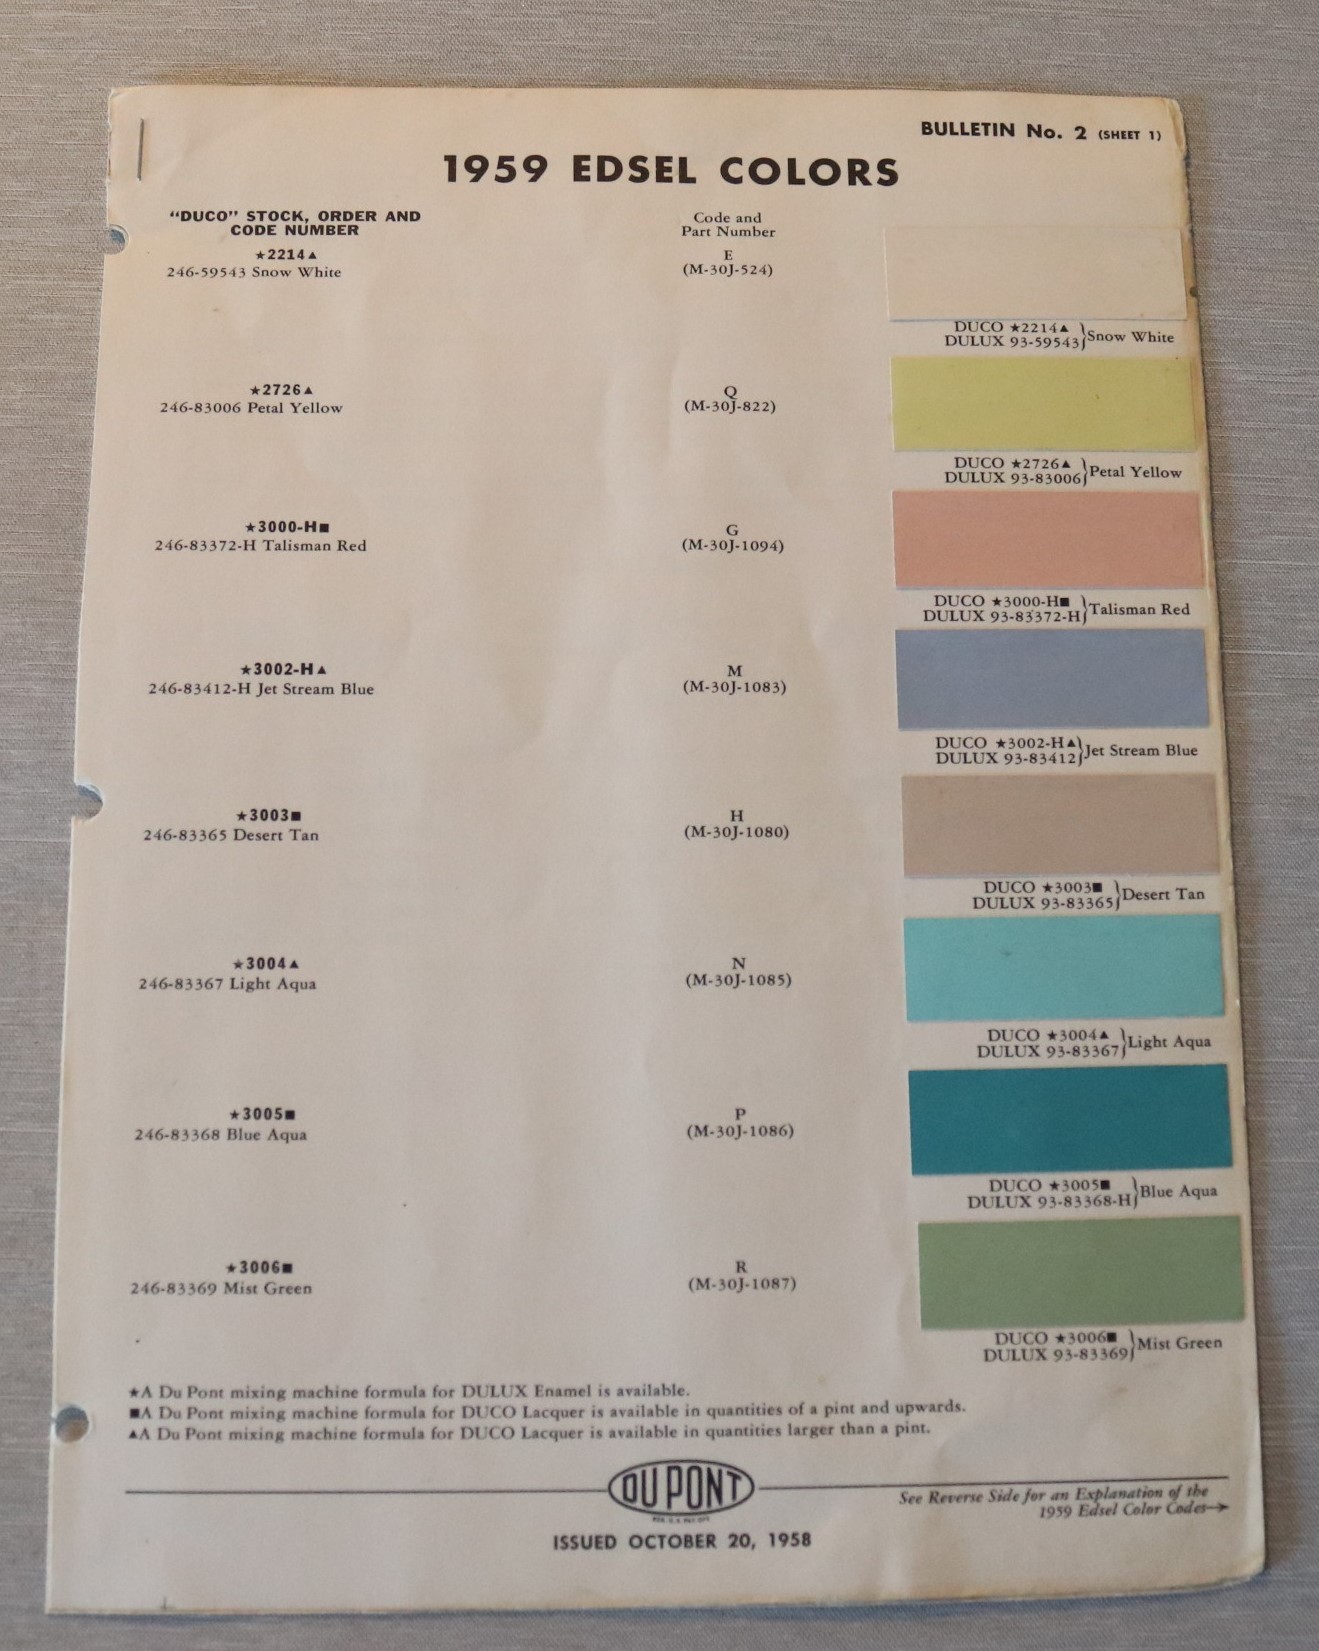 BULLETIN No. 2 (SHEET 1)
1959 EDSEL COLORS
"DUCO" STOCK, ORDER AND
CODE NUMBER
Code and
Part Number
★2214▲
246-59543 Snow White
E
(M-30J-524)
DUCO ★2214▲
DULUX 93-59543} Snow White
★2726▲
246-83006 Petal Yellow
Q
(M-30J-822)
DUCO ★2726▲
DULUX 93-83006} Petal Yellow
★3000-H■
246-83372-H Talisman Red
G
(M-30J-1094)
DUCO ★3000-H■
DULUX 93-83372-H} Talisman Red
★3002-H▲
246-83412-H Jet Stream Blue
M
(M-30J-1083)
DUCO ★3002-H▲
DULUX 93-83412} Jet Stream Blue
★3003■
246-83365 Desert Tan
H
(M-30J-1080)
DUCO ★3003■
DULUX 93-83365} Desert Tan
★3004▲
246-83367 Light Aqua
N
(M-30J-1085)
DUCO ★3004▲
DULUX 93-83367} Light Aqua
★3005■
246-83368 Blue Aqua
P
(M-30J-1086)
DUCO ★3005■
DULUX 93-83368-H} Blue Aqua
★3006■
246-83369 Mist Green
R
(M-30J-1087)
DUCO ★3006■
DULUX 93-83369} Mist Green
★A Du Pont mixing machine formula for DULUX Enamel is available.
■A Du Pont mixing machine formula for DUCO Lacquer is available in quantities of a pint and upwards.
▲A Du Pont mixing machine formula for DUCO Lacquer is available in quantities larger than a pint.
DU PONT
REG. U.S. PAT. OFF.
See Reverse Side for an Explanation of the
1959 Edsel Color Codes→
ISSUED OCTOBER 20, 1958